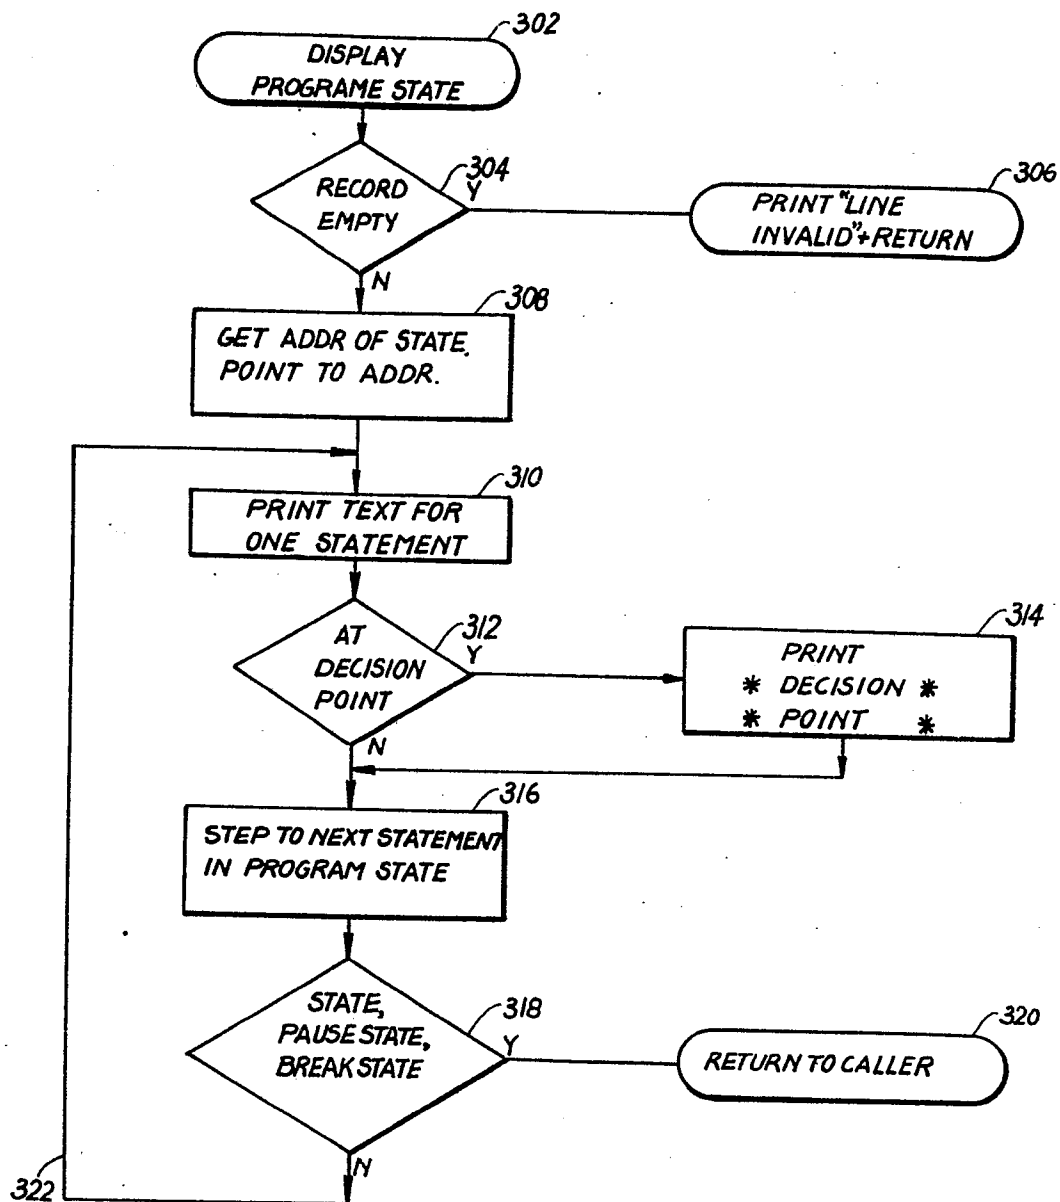 302
DISPLAY
PROGRAME STATE
304
RECORD
EMPTY
Y
N
306
PRINT "LINE
INVALID"+RETURN
308
GET ADDR OF STATE.
POINT TO ADDR.
310
PRINT TEXT FOR
ONE STATEMENT
312
AT
DECISION
POINT
Y
N
314
PRINT
* DECISION *
* POINT *
316
STEP TO NEXT STATEMENT
IN PROGRAM STATE
318
STATE,
PAUSE STATE,
BREAK STATE
Y
N
320
RETURN TO CALLER
322